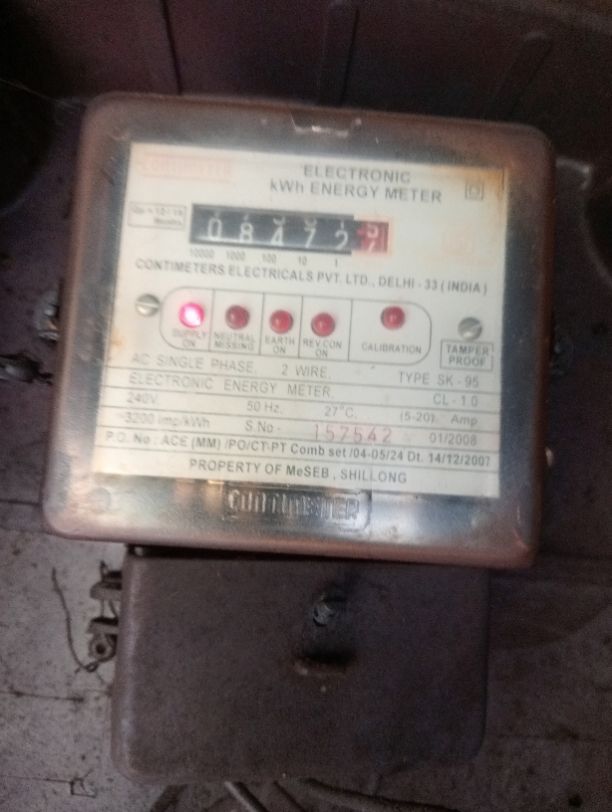 CONTIMETER
ELECTRONIC
kWh ENERGY METER
08472
10000 1000 100 10 1
CONTIMETERS ELECTRICALS PVT. LTD., DELHI - 33 (INDIA)
SUPPLY ON NEUTRAL MISSING EARTH ON REV.CON ON CALIBRATION
TAMPER PROOF
AC SINGLE PHASE, 2 WIRE, TYPE SK - 95
ELECTRONIC ENERGY METER, CL - 1.0
240V 50 Hz. 27°C. (5-20) Amp.
3200 imp/kWh S.No - 157542 01/2008
P.O. No : ACE (MM) /PO/CT-PT Comb set /04-05/24 Dt. 14/12/2007
PROPERTY OF MeSEB, SHILLONG
CONTIMETER